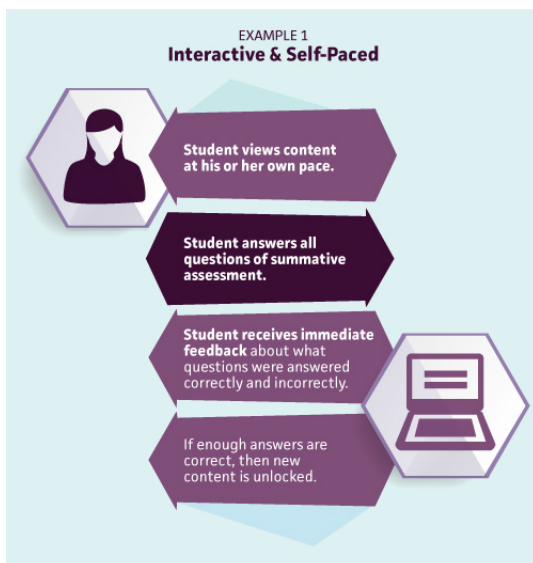 EXAMPLE 1
Interactive & Self-Paced
Student views content
at his or her own pace.
Student answers all
questions of summative
assessment.
Student receives immediate
feedback about what
questions were answered
correctly and incorrectly.
If enough answers are
correct, then new
content is unlocked.